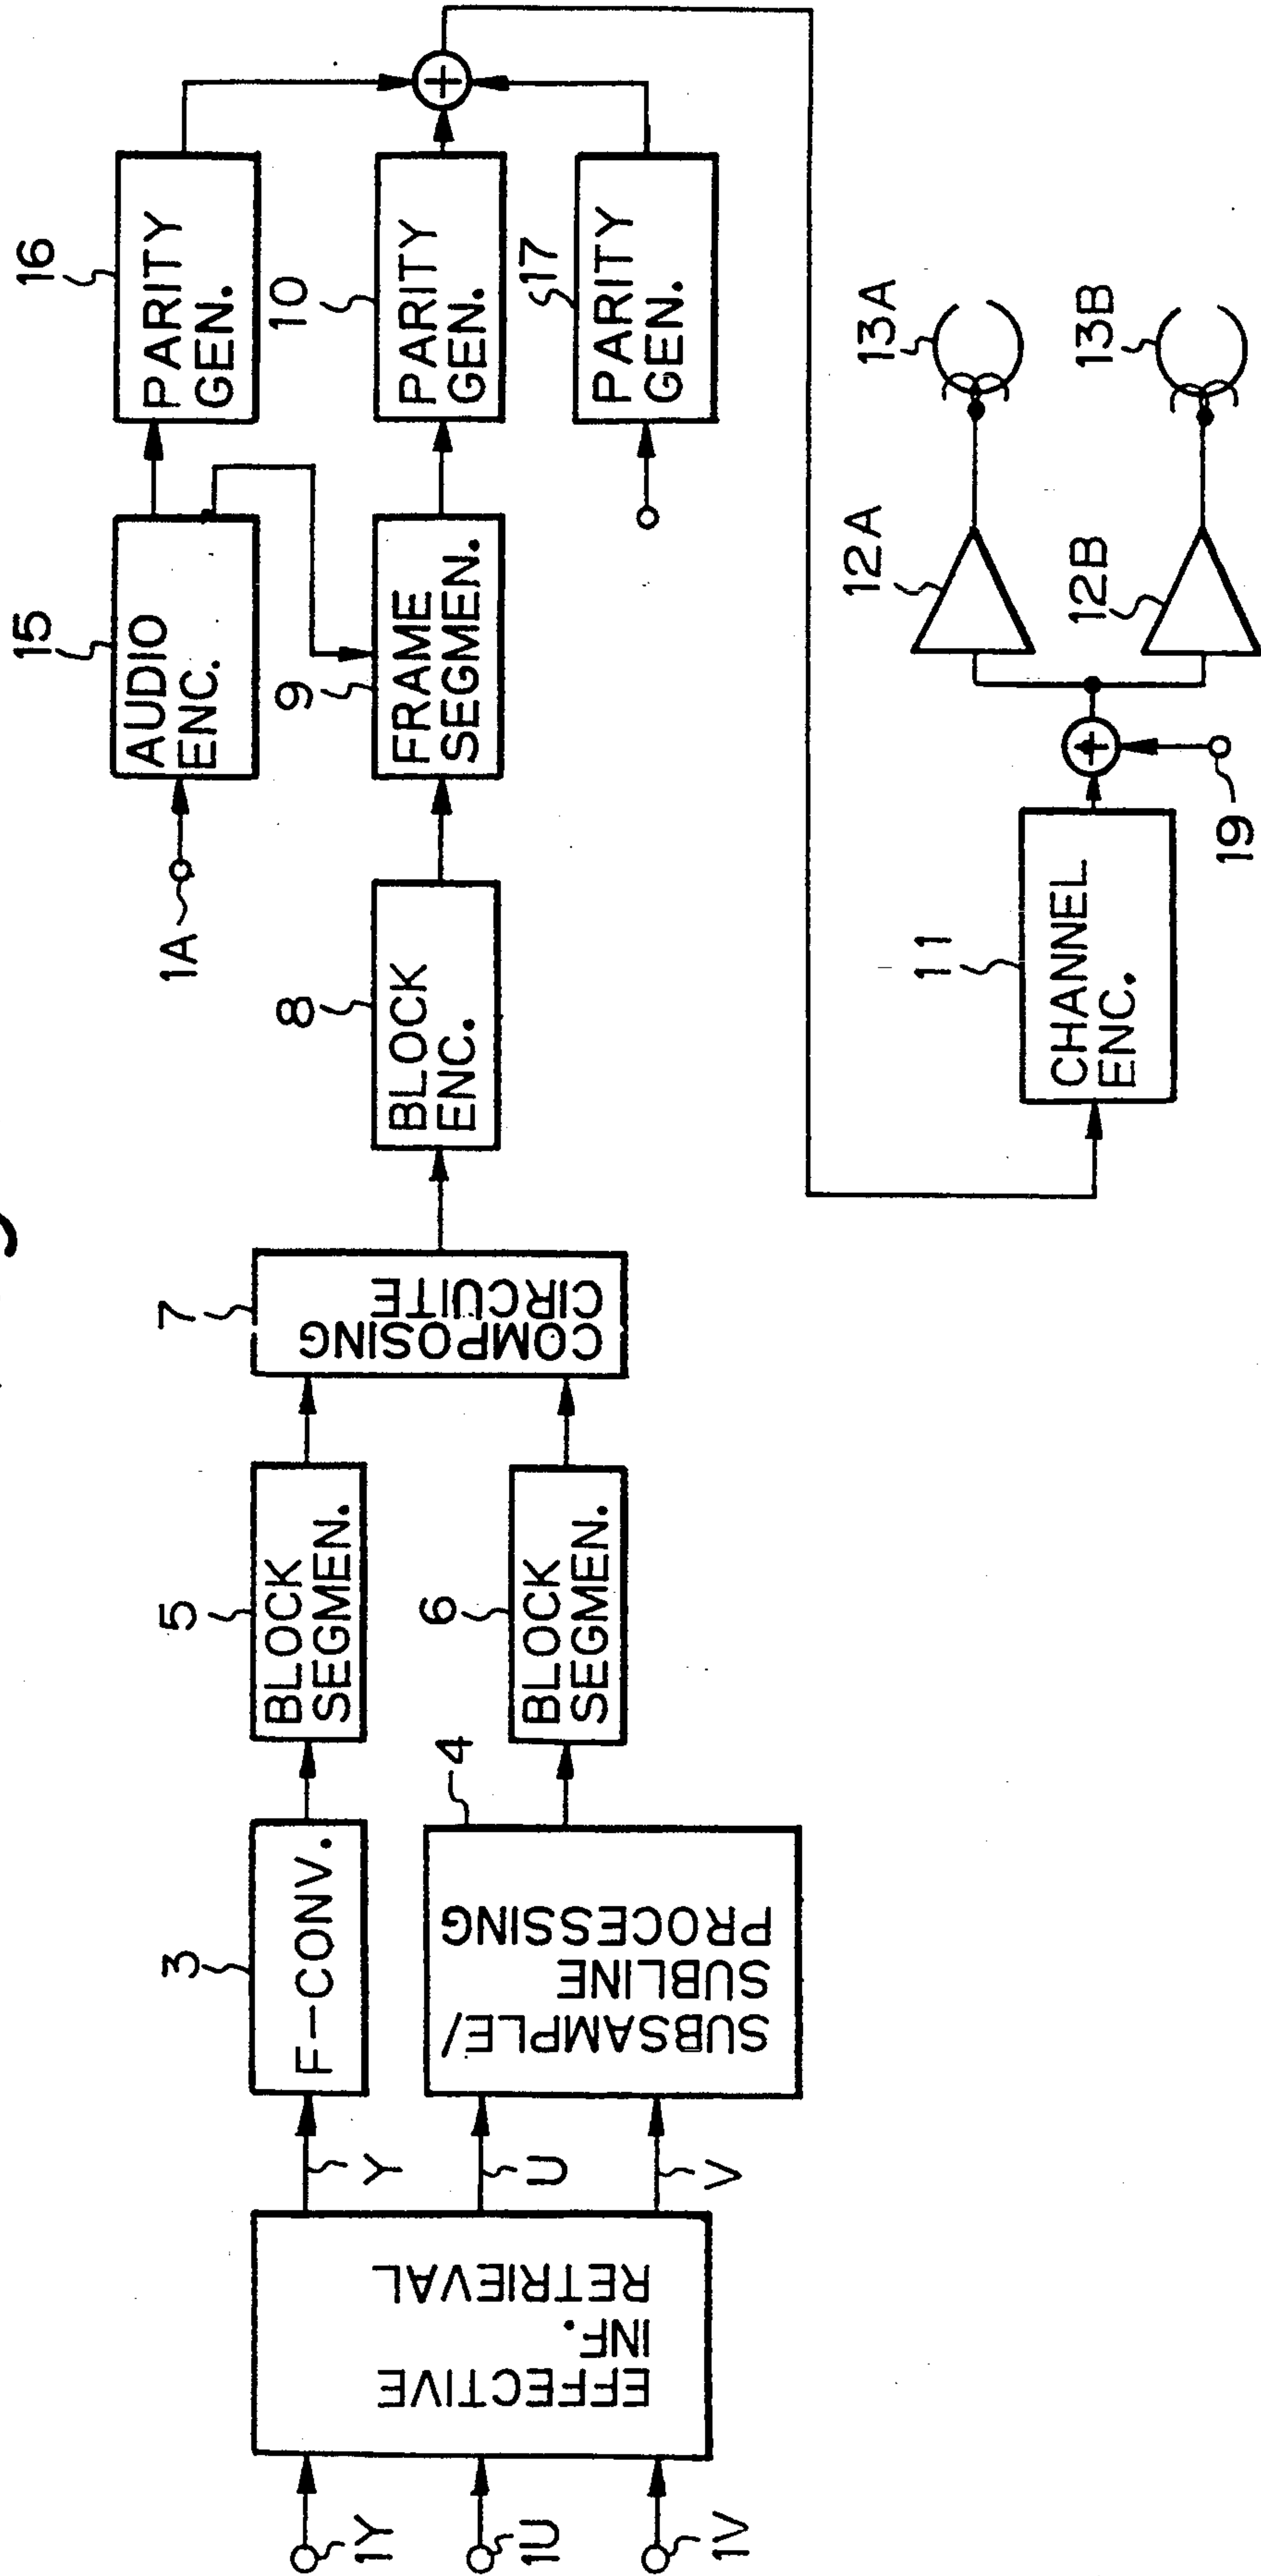 1Y
1U
1V
EFFECTIVE
INF.
RETRIEVAL
Y
U
V
3
F-CONV.
4
SUBSAMPLE/
SUBLINE
PROCESSING
5
BLOCK
SEGMEN.
6
BLOCK
SEGMEN.
7
COMPOSING
CIRCUITE
8
BLOCK
ENC.
1A
15
AUDIO
ENC.
9
FRAME
SEGMEN.
16
PARITY
GEN.
10
PARITY
GEN.
17
PARITY
GEN.
11
CHANNEL
ENC.
19
12A
12B
13A
13B